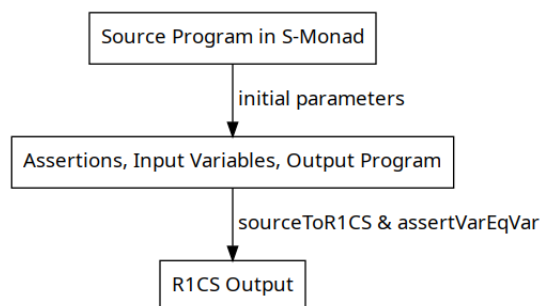 Source Program in S-Monad
initial parameters
Assertions, Input Variables, Output Program
sourceToR1CS & assertVarEqVar
R1CS Output